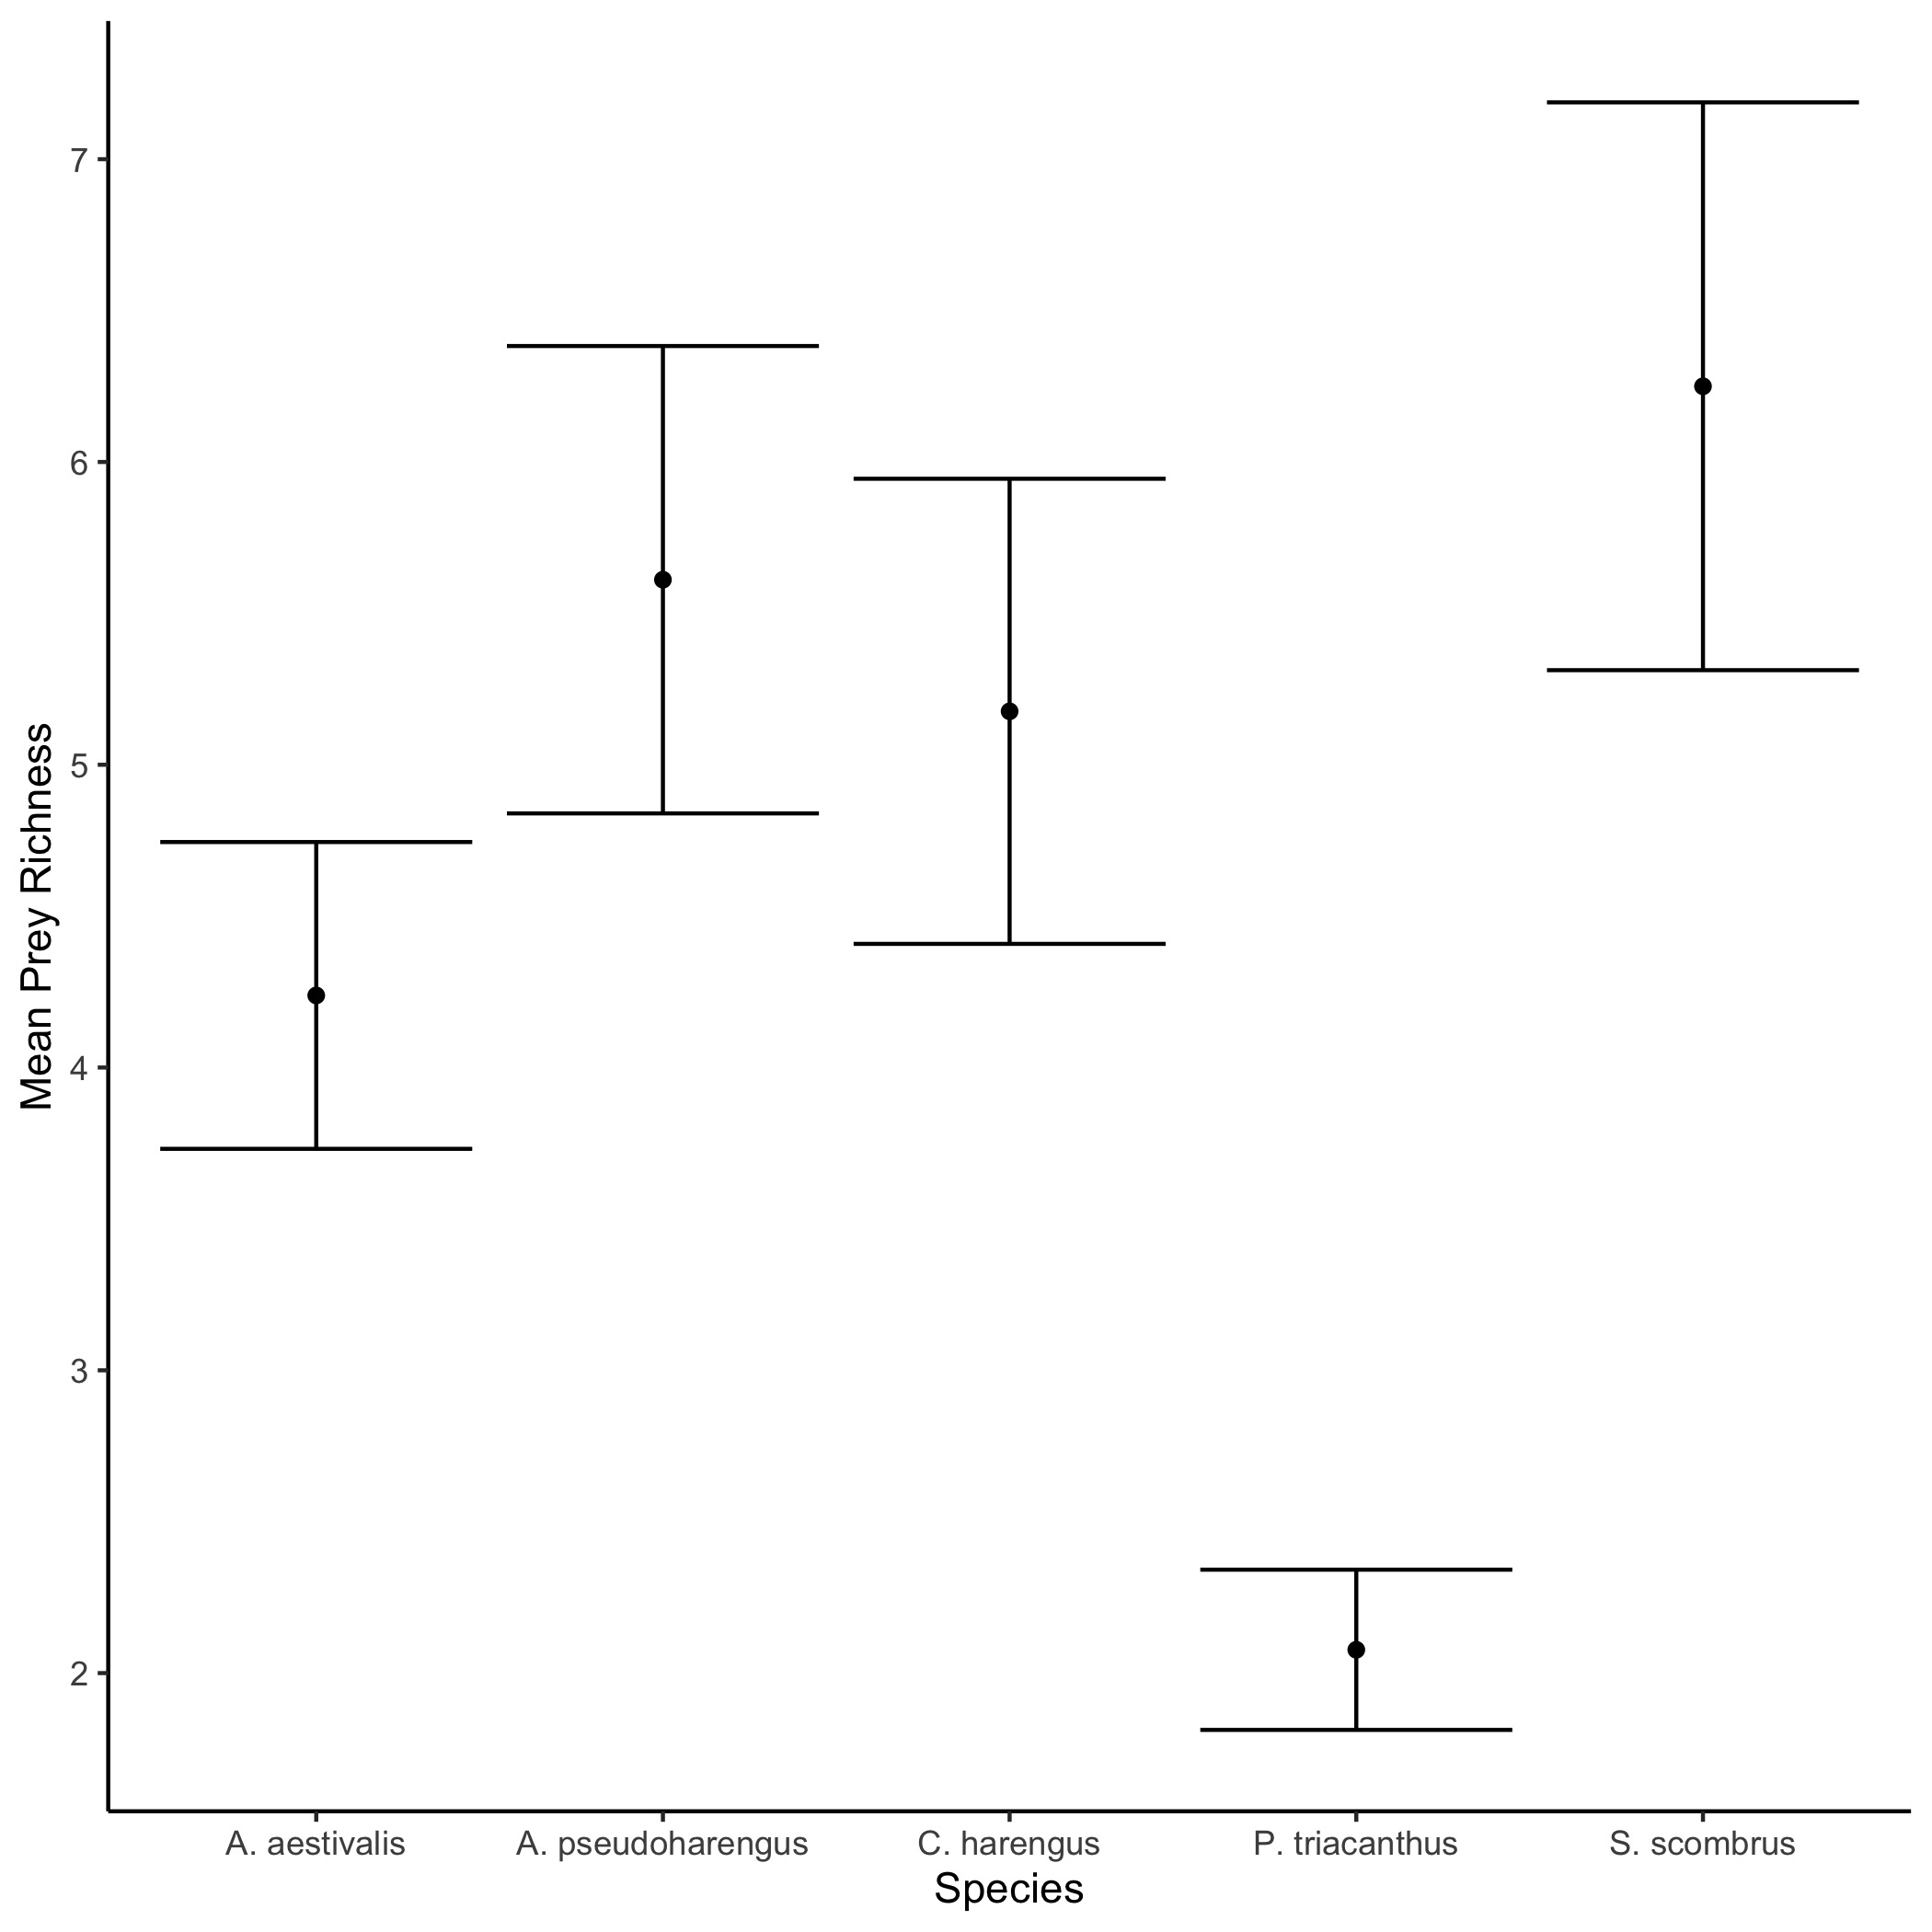 Mean Prey Richness
7
6
5
4
3
2
A. aestivalis
A. pseudoharengus
C. harengus
P. triacanthus
S. scombrus
Species